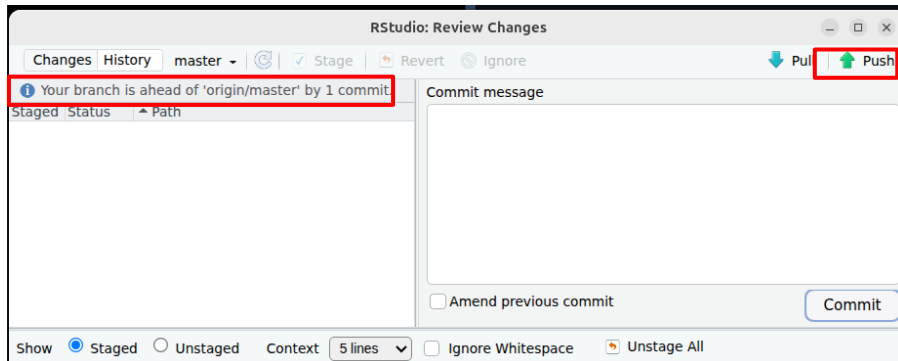 RStudio: Review Changes
Changes History master Stage Revert Ignore Pul Push
Your branch is ahead of 'origin/master' by 1 commit.
Staged Status Path
Commit message
Amend previous commit
Commit
Show Staged Unstaged Context 5 lines Ignore Whitespace Unstage All